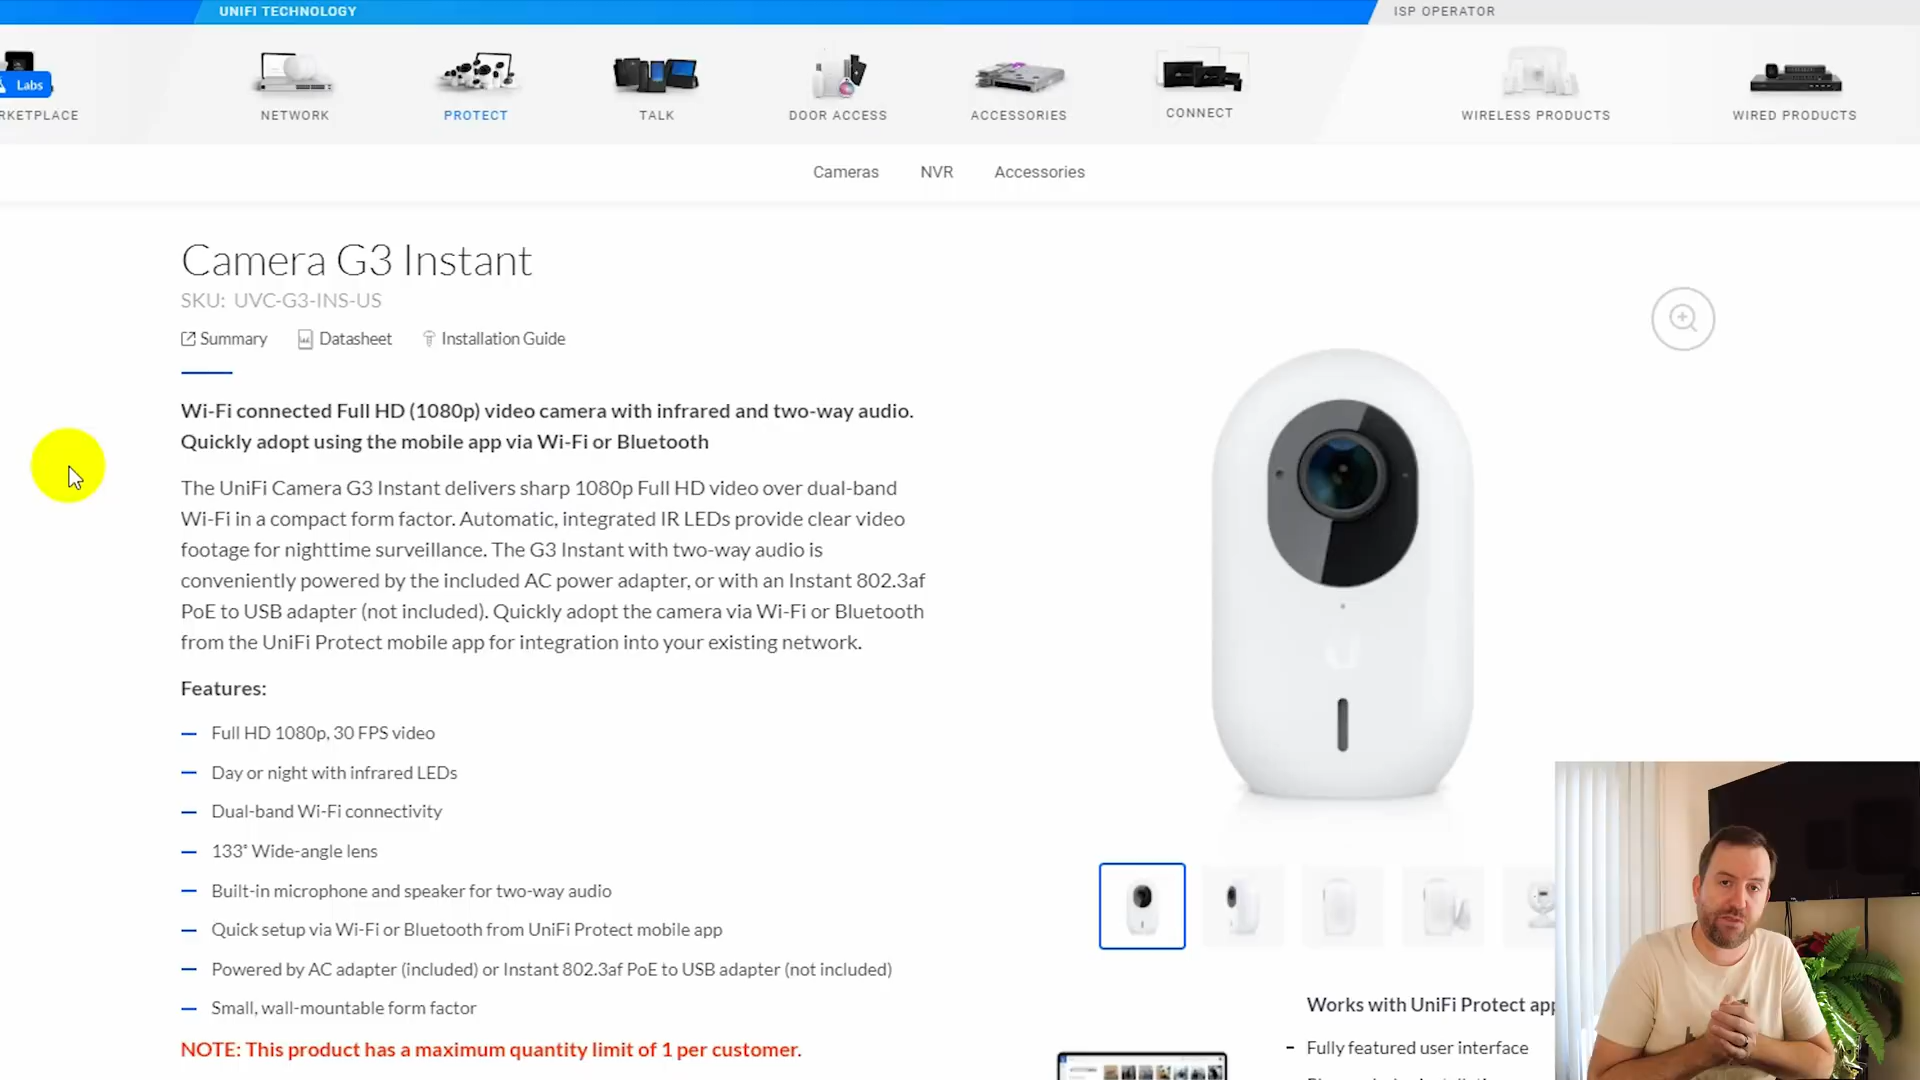 UNIFI TECHNOLOGY
ISP OPERATOR
Labs
RKETPLACE
NETWORK
PROTECT
TALK
DOOR ACCESS
ACCESSORIES
CONNECT
WIRELESS PRODUCTS
WIRED PRODUCTS
Cameras
NVR
Accessories
Camera G3 Instant
SKU: UVC-G3-INS-US
Summary
Datasheet
Installation Guide
Wi-Fi connected Full HD (1080p) video camera with infrared and two-way audio.
Quickly adopt using the mobile app via Wi-Fi or Bluetooth
The UniFi Camera G3 Instant delivers sharp 1080p Full HD video over dual-band
Wi-Fi in a compact form factor. Automatic, integrated IR LEDs provide clear video
footage for nighttime surveillance. The G3 Instant with two-way audio is
conveniently powered by the included AC power adapter, or with an Instant 802.3af
PoE to USB adapter (not included). Quickly adopt the camera via Wi-Fi or Bluetooth
from the UniFi Protect mobile app for integration into your existing network.
Features:
Full HD 1080p, 30 FPS video
Day or night with infrared LEDs
Dual-band Wi-Fi connectivity
133° Wide-angle lens
Built-in microphone and speaker for two-way audio
Quick setup via Wi-Fi or Bluetooth from UniFi Protect mobile app
Powered by AC adapter (included) or Instant 802.3af PoE to USB adapter (not included)
Small, wall-mountable form factor
NOTE: This product has a maximum quantity limit of 1 per customer.
Works with UniFi Protect app
- Fully featured user interface